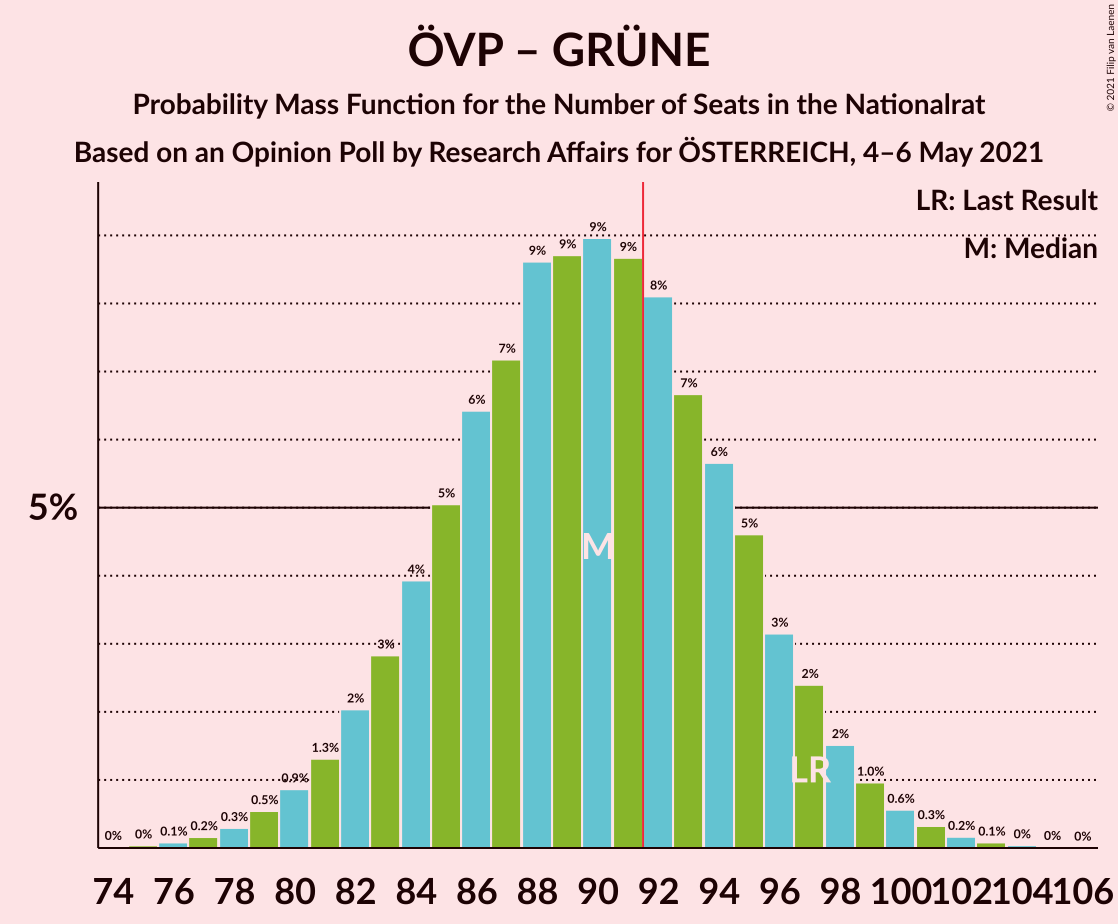 ÖVP – GRÜNE
Probability Mass Function for the Number of Seats in the Nationalrat
Based on an Opinion Poll by Research Affairs for ÖSTERREICH, 4–6 May 2021
© 2021 Filip van Laenen
LR: Last Result
M: Median
5%
0% 0% 0.1% 0.2% 0.3% 0.5% 0.9% 1.3% 2% 3% 4% 5% 6% 7% 9% 9% 9% 9% 8% 7% 6% 5% 3% 2% 2% 1.0% 0.6% 0.3% 0.2% 0.1% 0% 0% 0%
M
LR
74 76 78 80 82 84 86 88 90 92 94 96 98 100 102 104 106